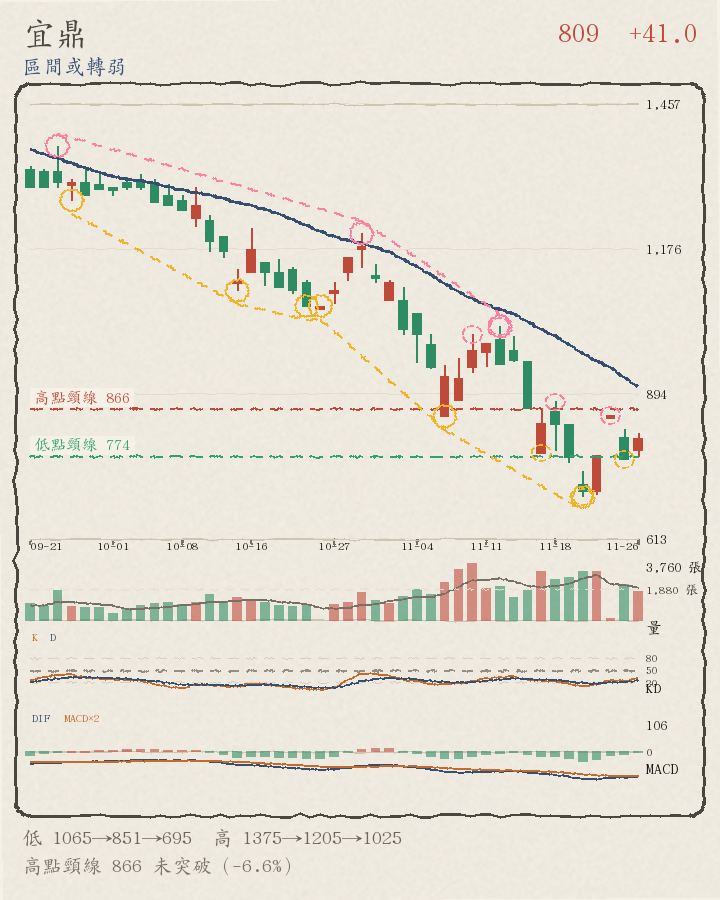 宜鼎
809 +41.0
區間或轉弱
1,457
1,176
高點頸線 866
894
低點頸線 774
613
09-21 10-01 10-08 10-16 10-27 11-04 11-11 11-18 11-26
3,760 張
1,880 張
量
K D
80
50
20
KD
DIF MACD×2
106
0
MACD
低 1065→851→695 高 1375→1205→1025
高點頸線 866 未突破 (-6.6%)